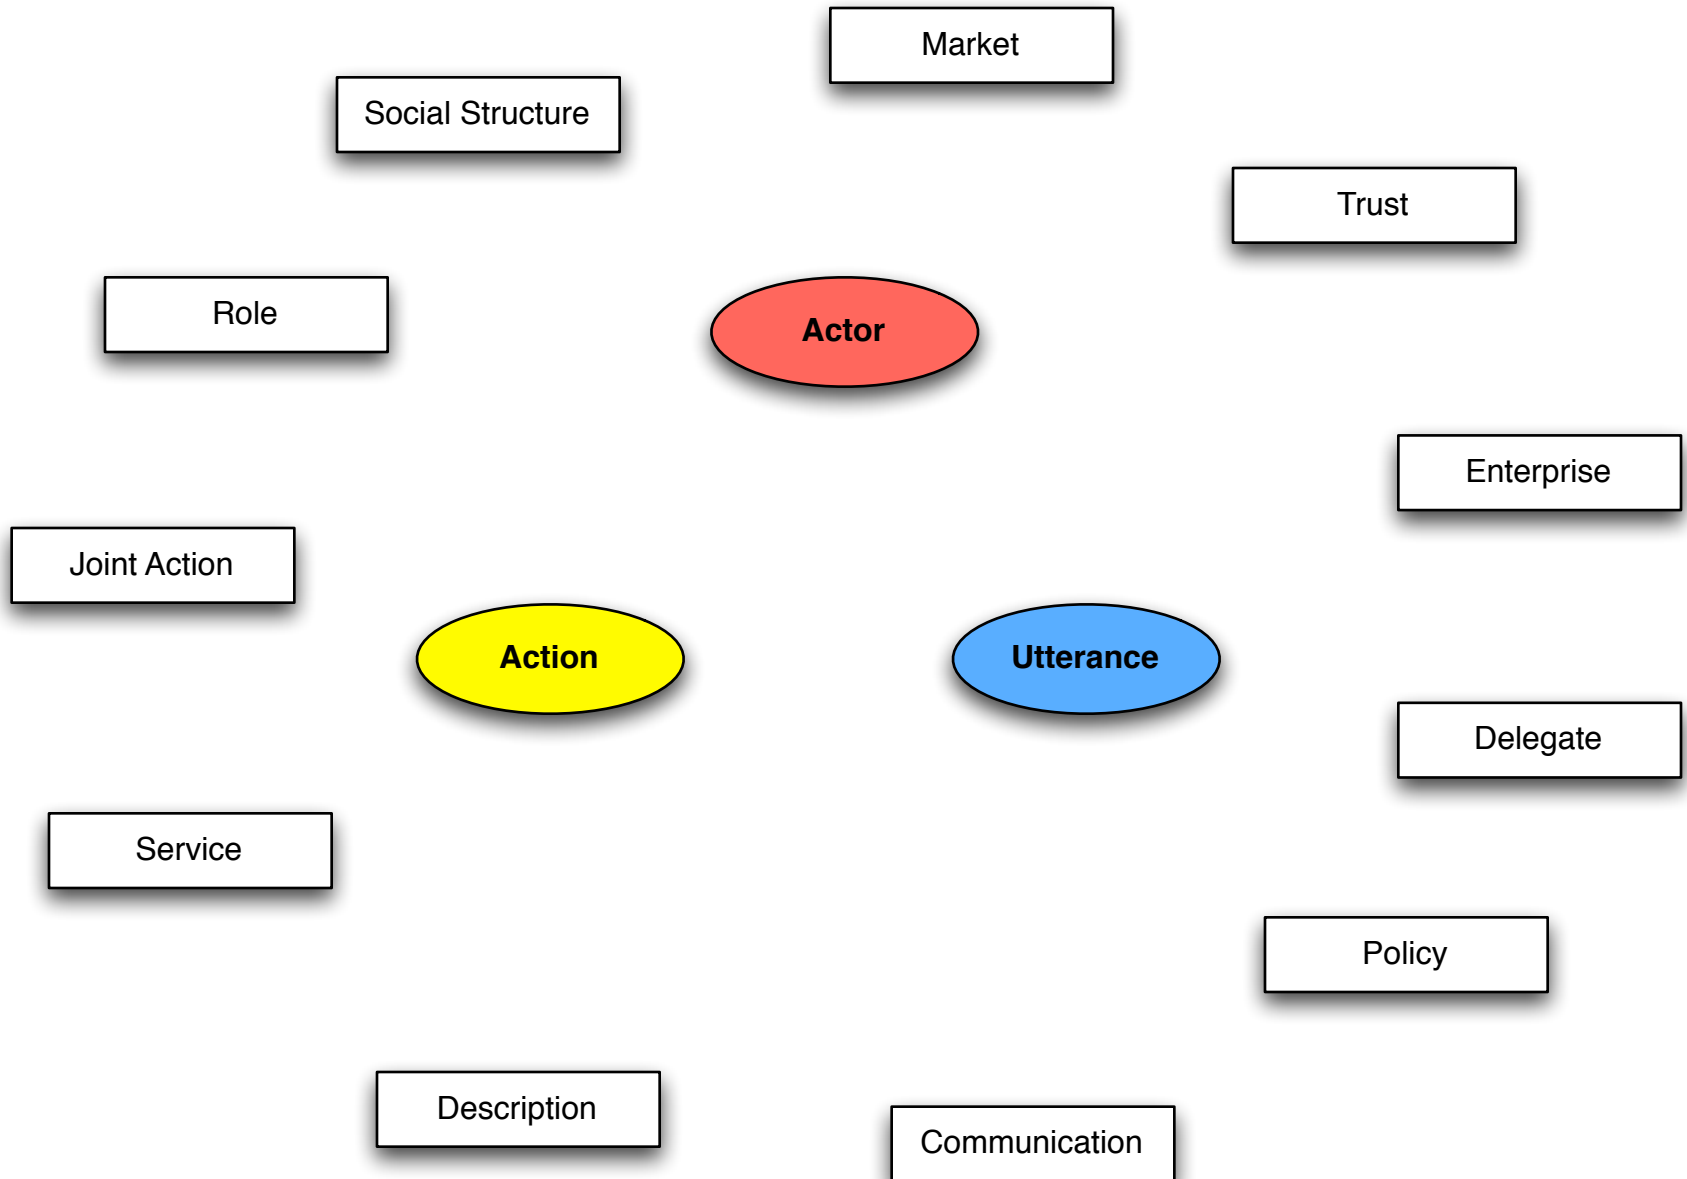 Market
Social Structure
Trust
Role
Actor
Enterprise
Joint Action
Action
Utterance
Delegate
Service
Policy
Description
Communication